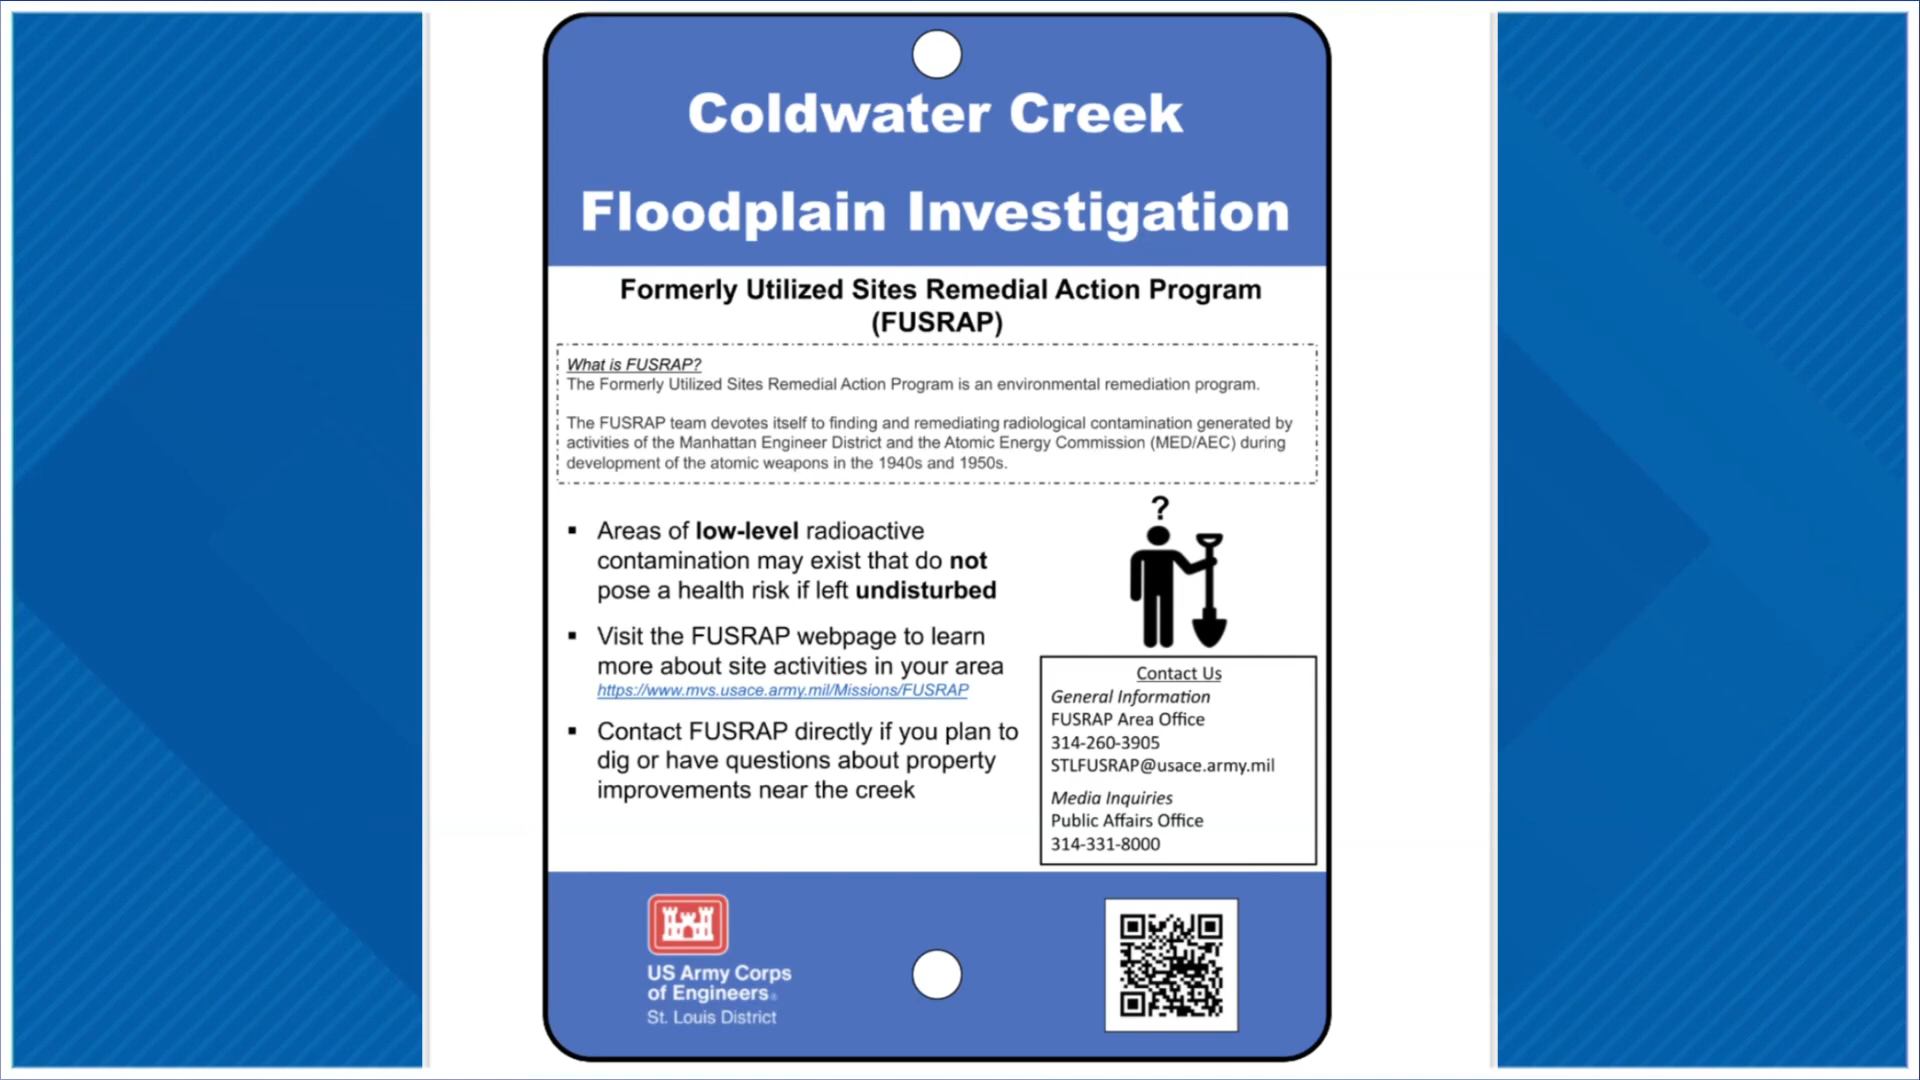 Coldwater Creek
Floodplain Investigation
Formerly Utilized Sites Remedial Action Program
(FUSRAP)
What is FUSRAP?
The Formerly Utilized Sites Remedial Action Program is an environmental remediation program.
The FUSRAP team devotes itself to finding and remediating radiological contamination generated by
activities of the Manhattan Engineer District and the Atomic Energy Commission (MED/AEC) during
development of the atomic weapons in the 1940s and 1950s.
▪ Areas of low-level radioactive
contamination may exist that do not
pose a health risk if left undisturbed
▪ Visit the FUSRAP webpage to learn
more about site activities in your area
https://www.mvs.usace.army.mil/Missions/FUSRAP
▪ Contact FUSRAP directly if you plan to
dig or have questions about property
improvements near the creek
?
Contact Us
General Information
FUSRAP Area Office
314-260-3905
STLFUSRAP@usace.army.mil
Media Inquiries
Public Affairs Office
314-331-8000
US Army Corps
of Engineers®
St. Louis District